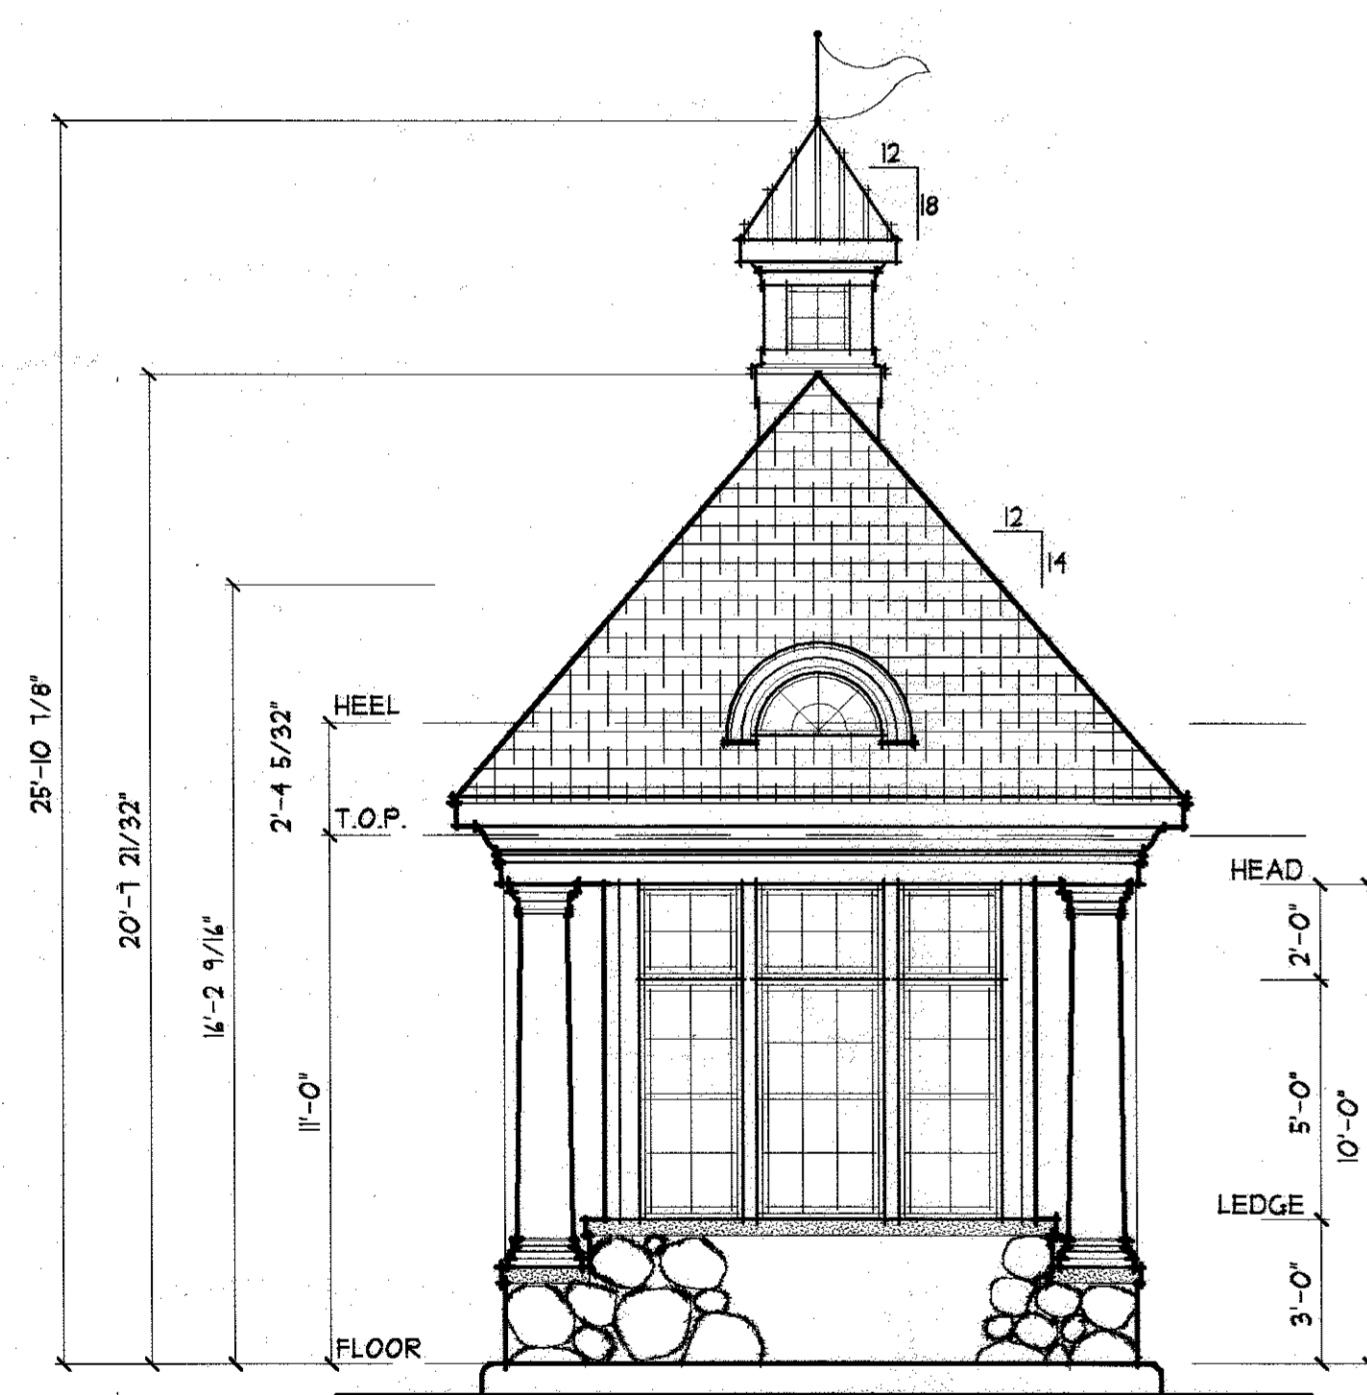 12
18
12
14
25'-10 7/8"
20'-7 21/32"
16'-2 9/16"
2'-4 5/32"
11'-0"
HEEL
T.O.P.
FLOOR
HEAD
2'-0"
5'-0"
10'-0"
LEDGE
3'-0"